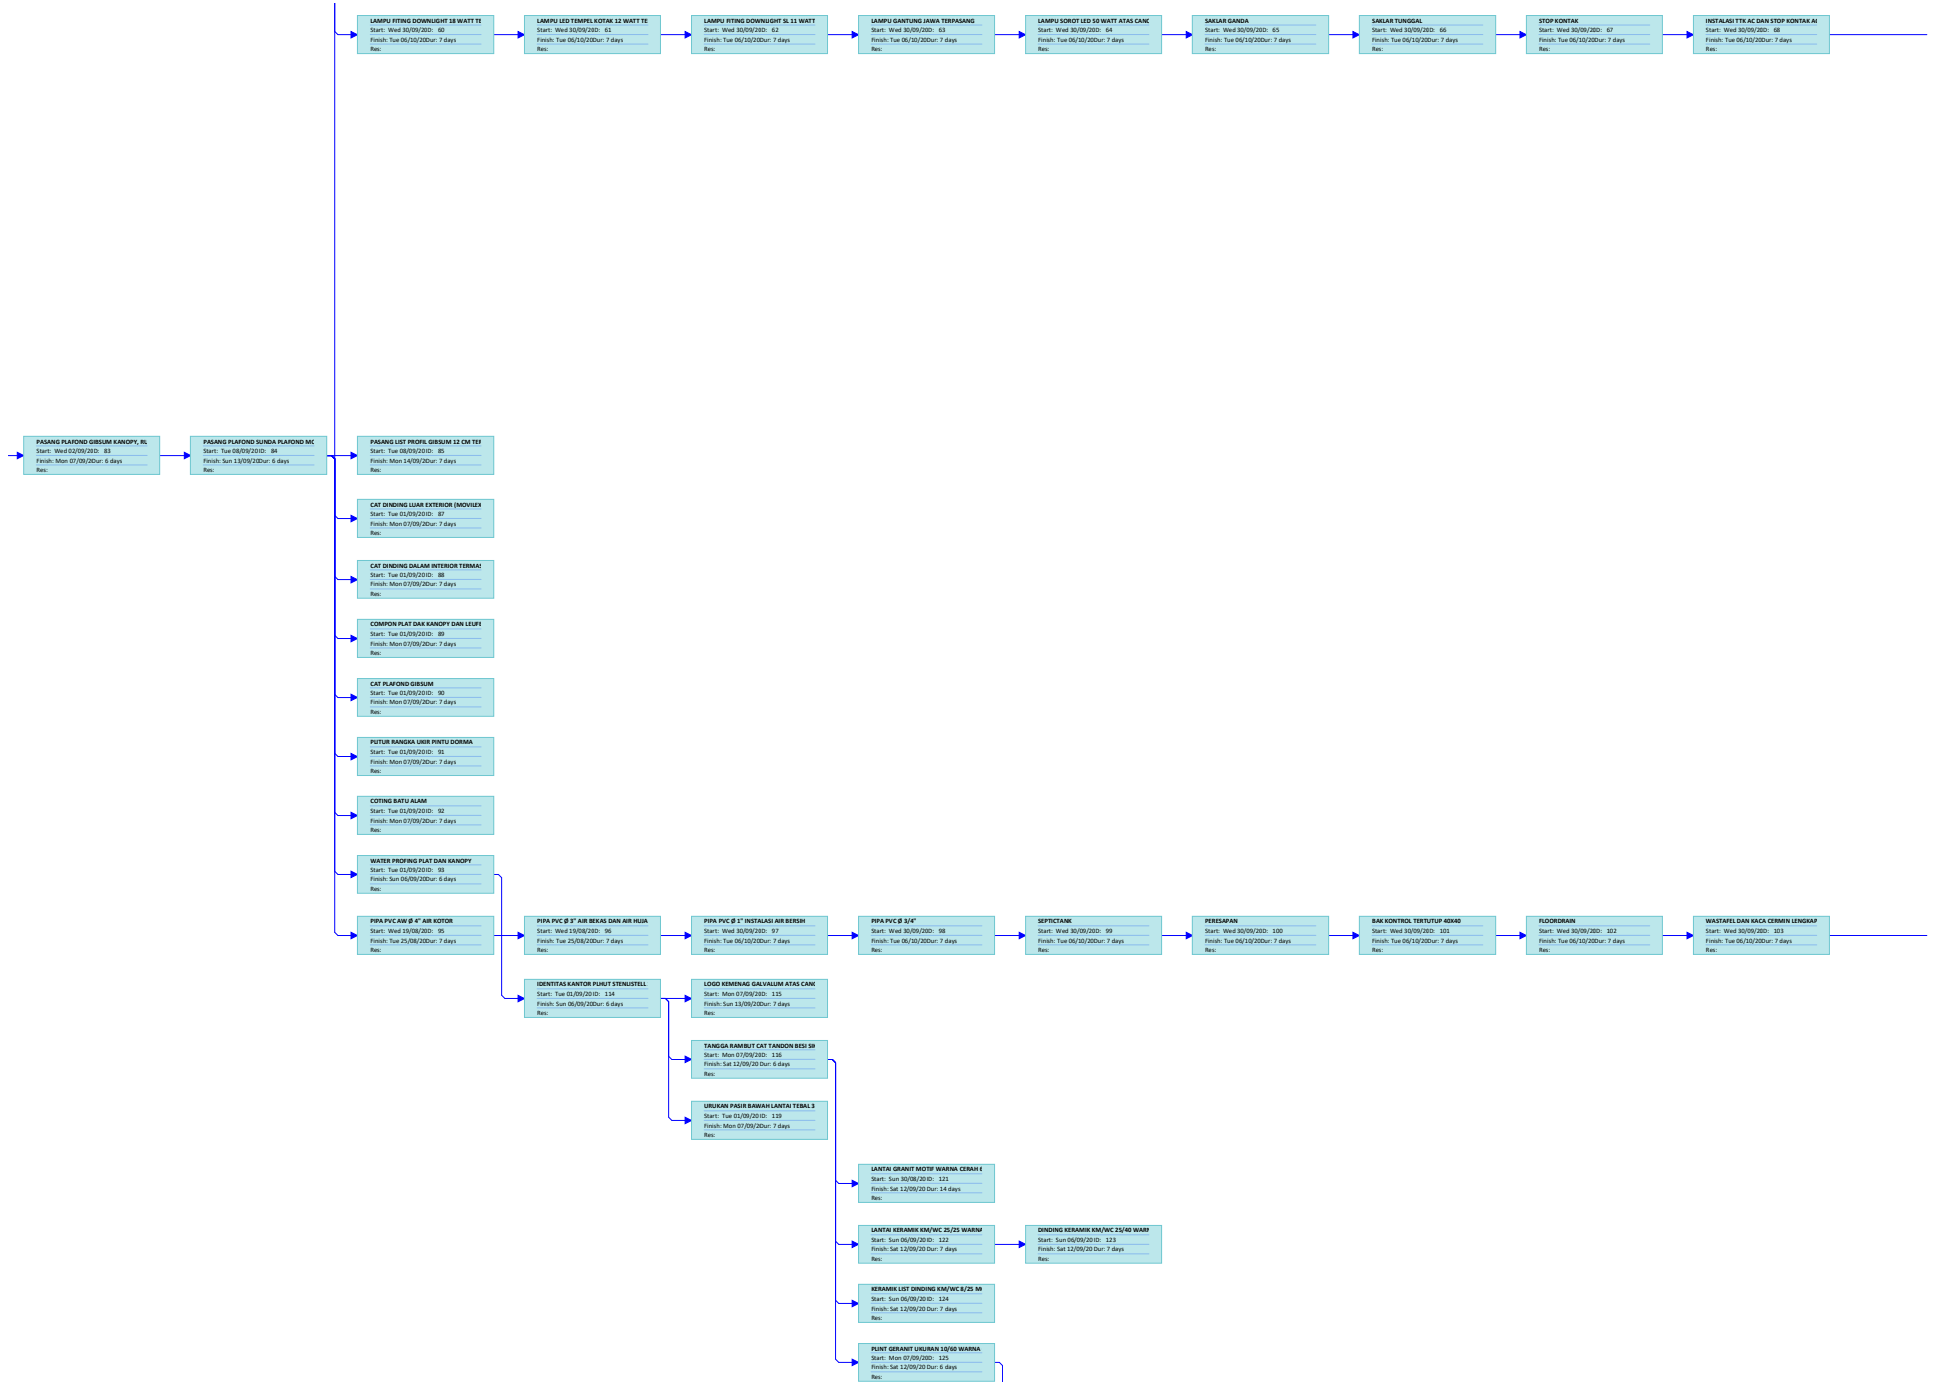 LAMPU FITING DOWNLIGHT 18 WATT TE
Start: Wed 30/09/20 ID: 60
Finish: Tue 06/10/20 Dur: 7 days
Res:
LAMPU LED TEMPEL KOTAK 12 WATT TE
Start: Wed 30/09/20 ID: 61
Finish: Tue 06/10/20 Dur: 7 days
Res:
LAMPU FITING DOWNLIGHT SL 11 WATT
Start: Wed 30/09/20 ID: 62
Finish: Tue 06/10/20 Dur: 7 days
Res:
LAMPU GANTUNG JAWA TERPASANG
Start: Wed 30/09/20 ID: 63
Finish: Tue 06/10/20 Dur: 7 days
Res:
LAMPU SOROT LED 50 WATT ATAS CANO
Start: Wed 30/09/20 ID: 64
Finish: Tue 06/10/20 Dur: 7 days
Res:
SAKLAR GANDA
Start: Wed 30/09/20 ID: 65
Finish: Tue 06/10/20 Dur: 7 days
Res:
SAKLAR TUNGGAL
Start: Wed 30/09/20 ID: 66
Finish: Tue 06/10/20 Dur: 7 days
Res:
STOP KONTAK
Start: Wed 30/09/20 ID: 67
Finish: Tue 06/10/20 Dur: 7 days
Res:
INSTALASI TTK AC DAN STOP KONTAK AC
Start: Wed 30/09/20 ID: 68
Finish: Tue 06/10/20 Dur: 7 days
Res:
PASANG PLAFOND GIBSUM KANOPY, RU
Start: Wed 02/09/20 ID: 83
Finish: Mon 07/09/20 Dur: 6 days
Res:
PASANG PLAFOND SUNDA PLAFOND MO
Start: Tue 08/09/20 ID: 84
Finish: Sun 13/09/20 Dur: 6 days
Res:
PASANG LIST PROFIL GIBSUM 12 CM TER
Start: Tue 08/09/20 ID: 85
Finish: Mon 14/09/20 Dur: 7 days
Res:
CAT DINDING LUAR EXTERIOR (MOVILEX
Start: Tue 01/09/20 ID: 87
Finish: Mon 07/09/20 Dur: 7 days
Res:
CAT DINDING DALAM INTERIOR TERMAS
Start: Tue 01/09/20 ID: 88
Finish: Mon 07/09/20 Dur: 7 days
Res:
COMPON PLAT DAK KANOPY DAN LEUFE
Start: Tue 01/09/20 ID: 89
Finish: Mon 07/09/20 Dur: 7 days
Res:
CAT PLAFOND GIBSUM
Start: Tue 01/09/20 ID: 90
Finish: Mon 07/09/20 Dur: 7 days
Res:
PLITUR RANGKA UKIR PINTU DORMA
Start: Tue 01/09/20 ID: 91
Finish: Mon 07/09/20 Dur: 7 days
Res:
COTING BATU ALAM
Start: Tue 01/09/20 ID: 92
Finish: Mon 07/09/20 Dur: 7 days
Res:
WATER PROFING PLAT DAN KANOPY
Start: Tue 01/09/20 ID: 93
Finish: Sun 06/09/20 Dur: 6 days
Res:
PIPA PVC AW Ø 4" AIR KOTOR
Start: Wed 19/08/20 ID: 95
Finish: Tue 25/08/20 Dur: 7 days
Res:
PIPA PVC Ø 3" AIR BEKAS DAN AIR HUJA
Start: Wed 19/08/20 ID: 96
Finish: Tue 25/08/20 Dur: 7 days
Res:
PIPA PVC Ø 1" INSTALASI AIR BERSIH
Start: Wed 30/09/20 ID: 97
Finish: Tue 06/10/20 Dur: 7 days
Res:
PIPA PVC Ø 3/4"
Start: Wed 30/09/20 ID: 98
Finish: Tue 06/10/20 Dur: 7 days
Res:
SEPTICTANK
Start: Wed 30/09/20 ID: 99
Finish: Tue 06/10/20 Dur: 7 days
Res:
PERESAPAN
Start: Wed 30/09/20 ID: 100
Finish: Tue 06/10/20 Dur: 7 days
Res:
BAK KONTROL TERTUTUP 40X40
Start: Wed 30/09/20 ID: 101
Finish: Tue 06/10/20 Dur: 7 days
Res:
FLOORDRAIN
Start: Wed 30/09/20 ID: 102
Finish: Tue 06/10/20 Dur: 7 days
Res:
WASTAFEL DAN KACA CERMIN LENGKAP
Start: Wed 30/09/20 ID: 103
Finish: Tue 06/10/20 Dur: 7 days
Res:
IDENTITAS KANTOR PLHUT STENLISTELL
Start: Tue 01/09/20 ID: 114
Finish: Sun 06/09/20 Dur: 6 days
Res:
LOGO KEMENAG GALVALUM ATAS CANO
Start: Mon 07/09/20 ID: 115
Finish: Sun 13/09/20 Dur: 7 days
Res:
TANGGA RAMBUT CAT TANDON BESI SIK
Start: Mon 07/09/20 ID: 116
Finish: Sat 12/09/20 Dur: 6 days
Res:
URUKAN PASIR BAWAH LANTAI TEBAL 3
Start: Tue 01/09/20 ID: 119
Finish: Mon 07/09/20 Dur: 7 days
Res:
LANTAI GRANIT MOTIF WARNA CERAH 6
Start: Sun 30/08/20 ID: 121
Finish: Sat 12/09/20 Dur: 14 days
Res:
LANTAI KERAMIK KM/WC 25/25 WARNA
Start: Sun 06/09/20 ID: 122
Finish: Sat 12/09/20 Dur: 7 days
Res:
DINDING KERAMIK KM/WC 25/40 WARN
Start: Sun 06/09/20 ID: 123
Finish: Sat 12/09/20 Dur: 7 days
Res:
KERAMIK LIST DINDING KM/WC 8/25 MO
Start: Sun 06/09/20 ID: 124
Finish: Sat 12/09/20 Dur: 7 days
Res:
PLINT GERANIT UKURAN 10/60 WARNA
Start: Mon 07/09/20 ID: 125
Finish: Sat 12/09/20 Dur: 6 days
Res: